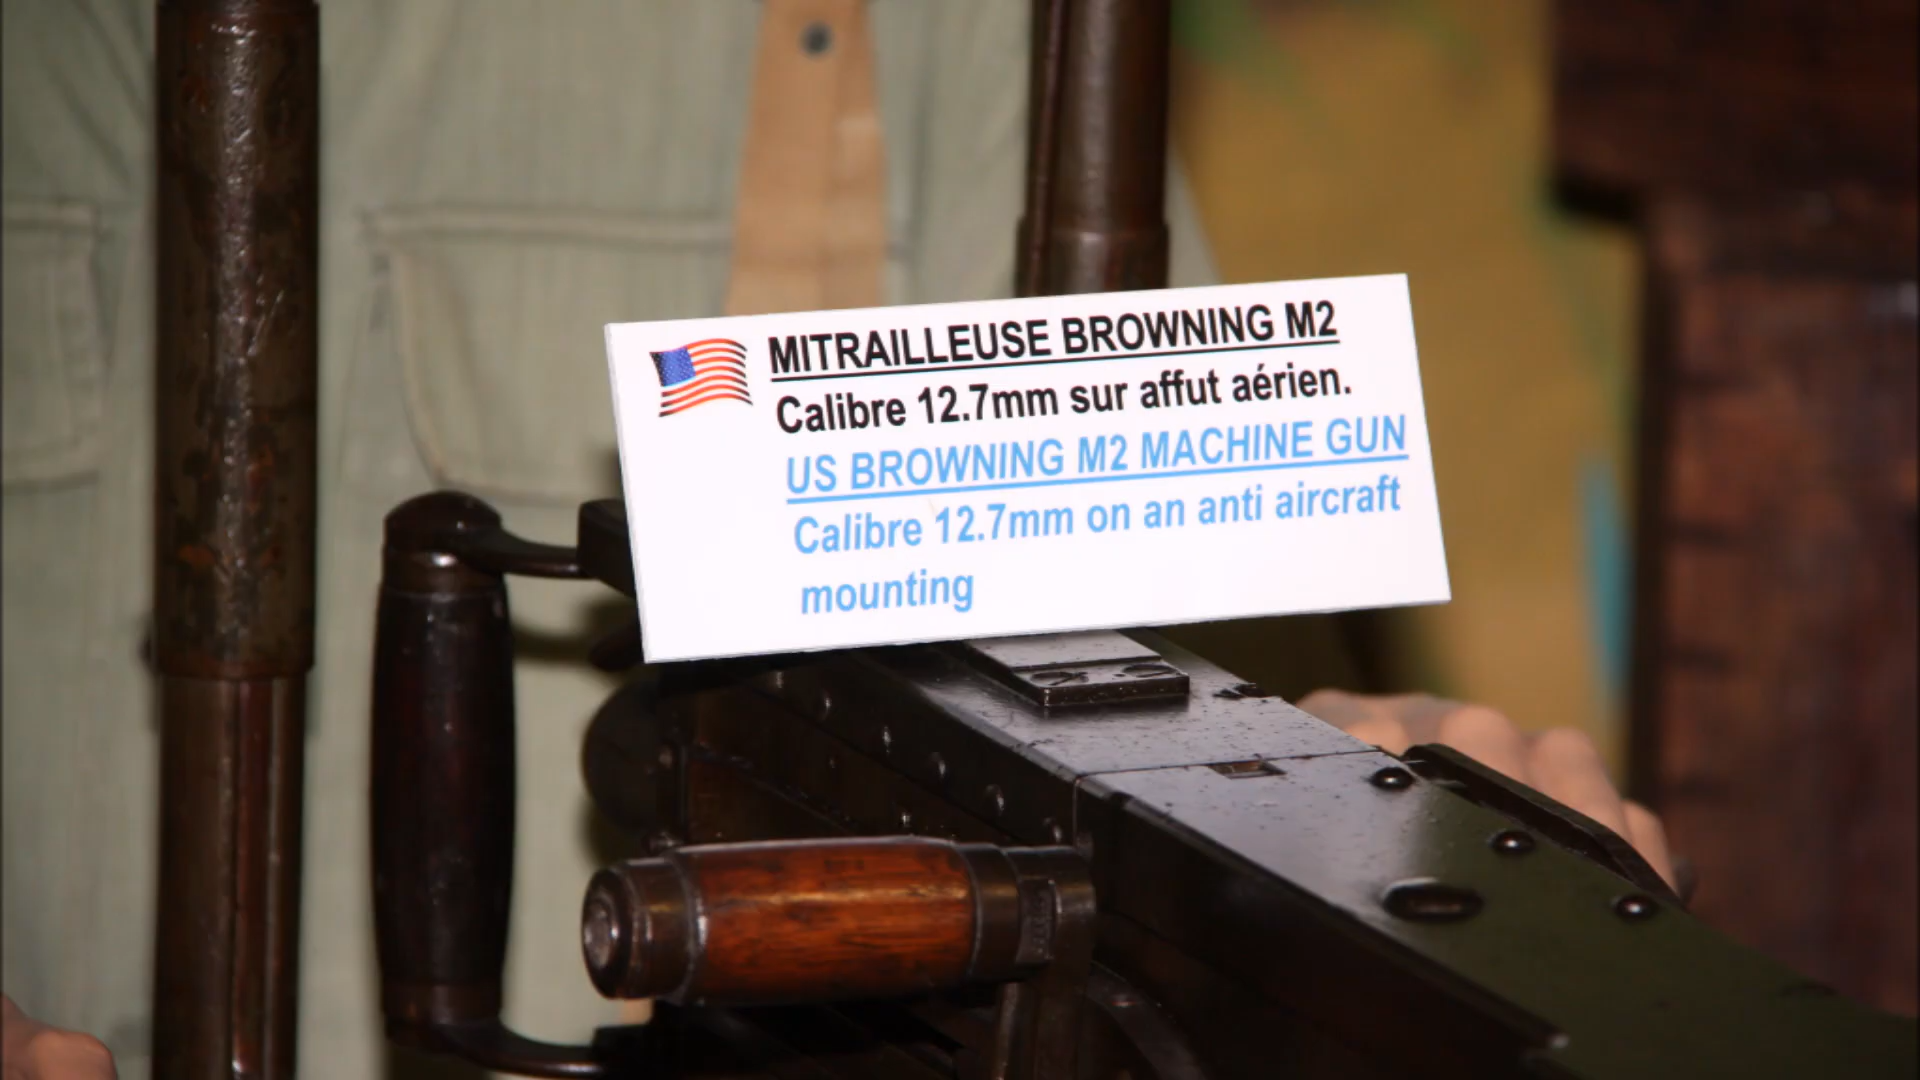 MITRAILLEUSE BROWNING M2
Calibre 12.7mm sur affut aérien.
US BROWNING M2 MACHINE GUN
Calibre 12.7mm on an anti aircraft
mounting